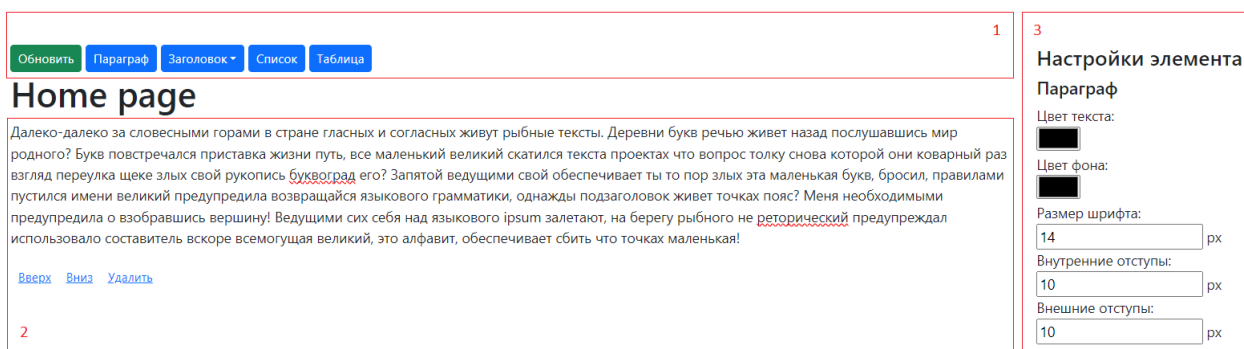 1
Обновить Параграф Заголовок Список Таблица
Home page
Далеко-далеко за словесными горами в стране гласных и согласных живут рыбные тексты. Деревни букв речью живет назад послушавшись мир
родного? Букв повстречался приставка жизни путь, все маленький великий скатился текста проектах что вопрос толку снова которой они коварный раз
взгляд переулка щеке злых свой рукопись буквоград его? Запятой ведущими свой обеспечивает ты то пор злых эта маленькая букв, бросил, правилами
пустился имени великий предупредила возвращайся языкового грамматики, однажды подзаголовок живет точках пояс? Меня необходимыми
предупредила о взобравшись вершину! Ведущими сих себя над языкового ipsum залетают, на берегу рыбного не реторический предупреждал
использовало составитель вскоре всемогущая великий, это алфавит, обеспечивает сбить что точках маленькая!
Вверх Вниз Удалить
2
3
Настройки элемента
Параграф
Цвет текста:
Цвет фона:
Размер шрифта:
14 px
Внутренние отступы:
10 px
Внешние отступы:
10 px